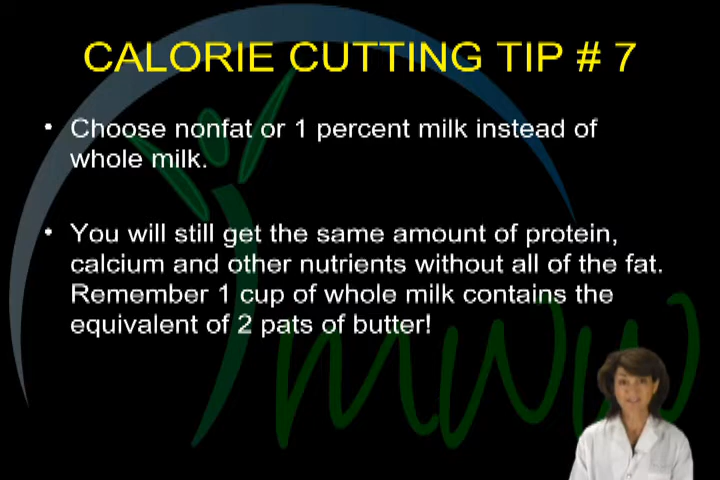 CALORIE CUTTING TIP # 7
• Choose nonfat or 1 percent milk instead of
whole milk.
• You will still get the same amount of protein,
calcium and other nutrients without all of the fat.
Remember 1 cup of whole milk contains the
equivalent of 2 pats of butter!
mww